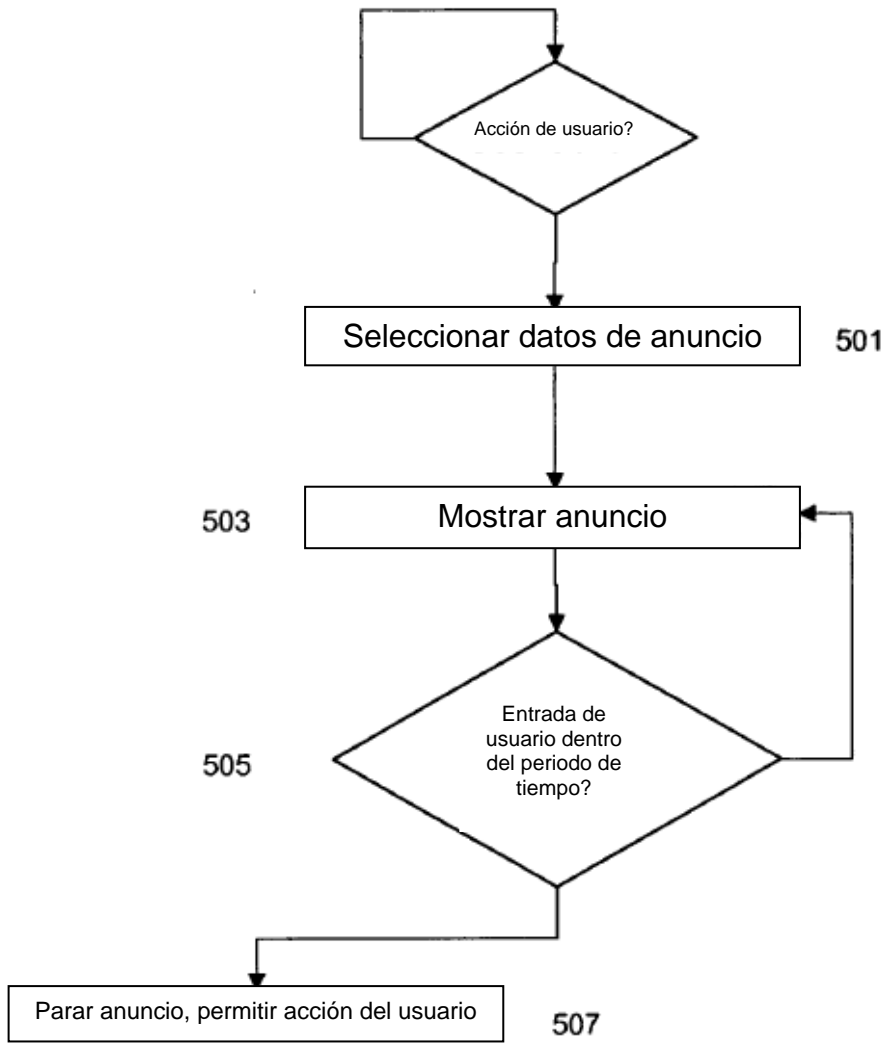 Acción de usuario?
Seleccionar datos de anuncio
501
503
Mostrar anuncio
505
Entrada de
usuario dentro
del periodo de
tiempo?
Parar anuncio, permitir acción del usuario
507